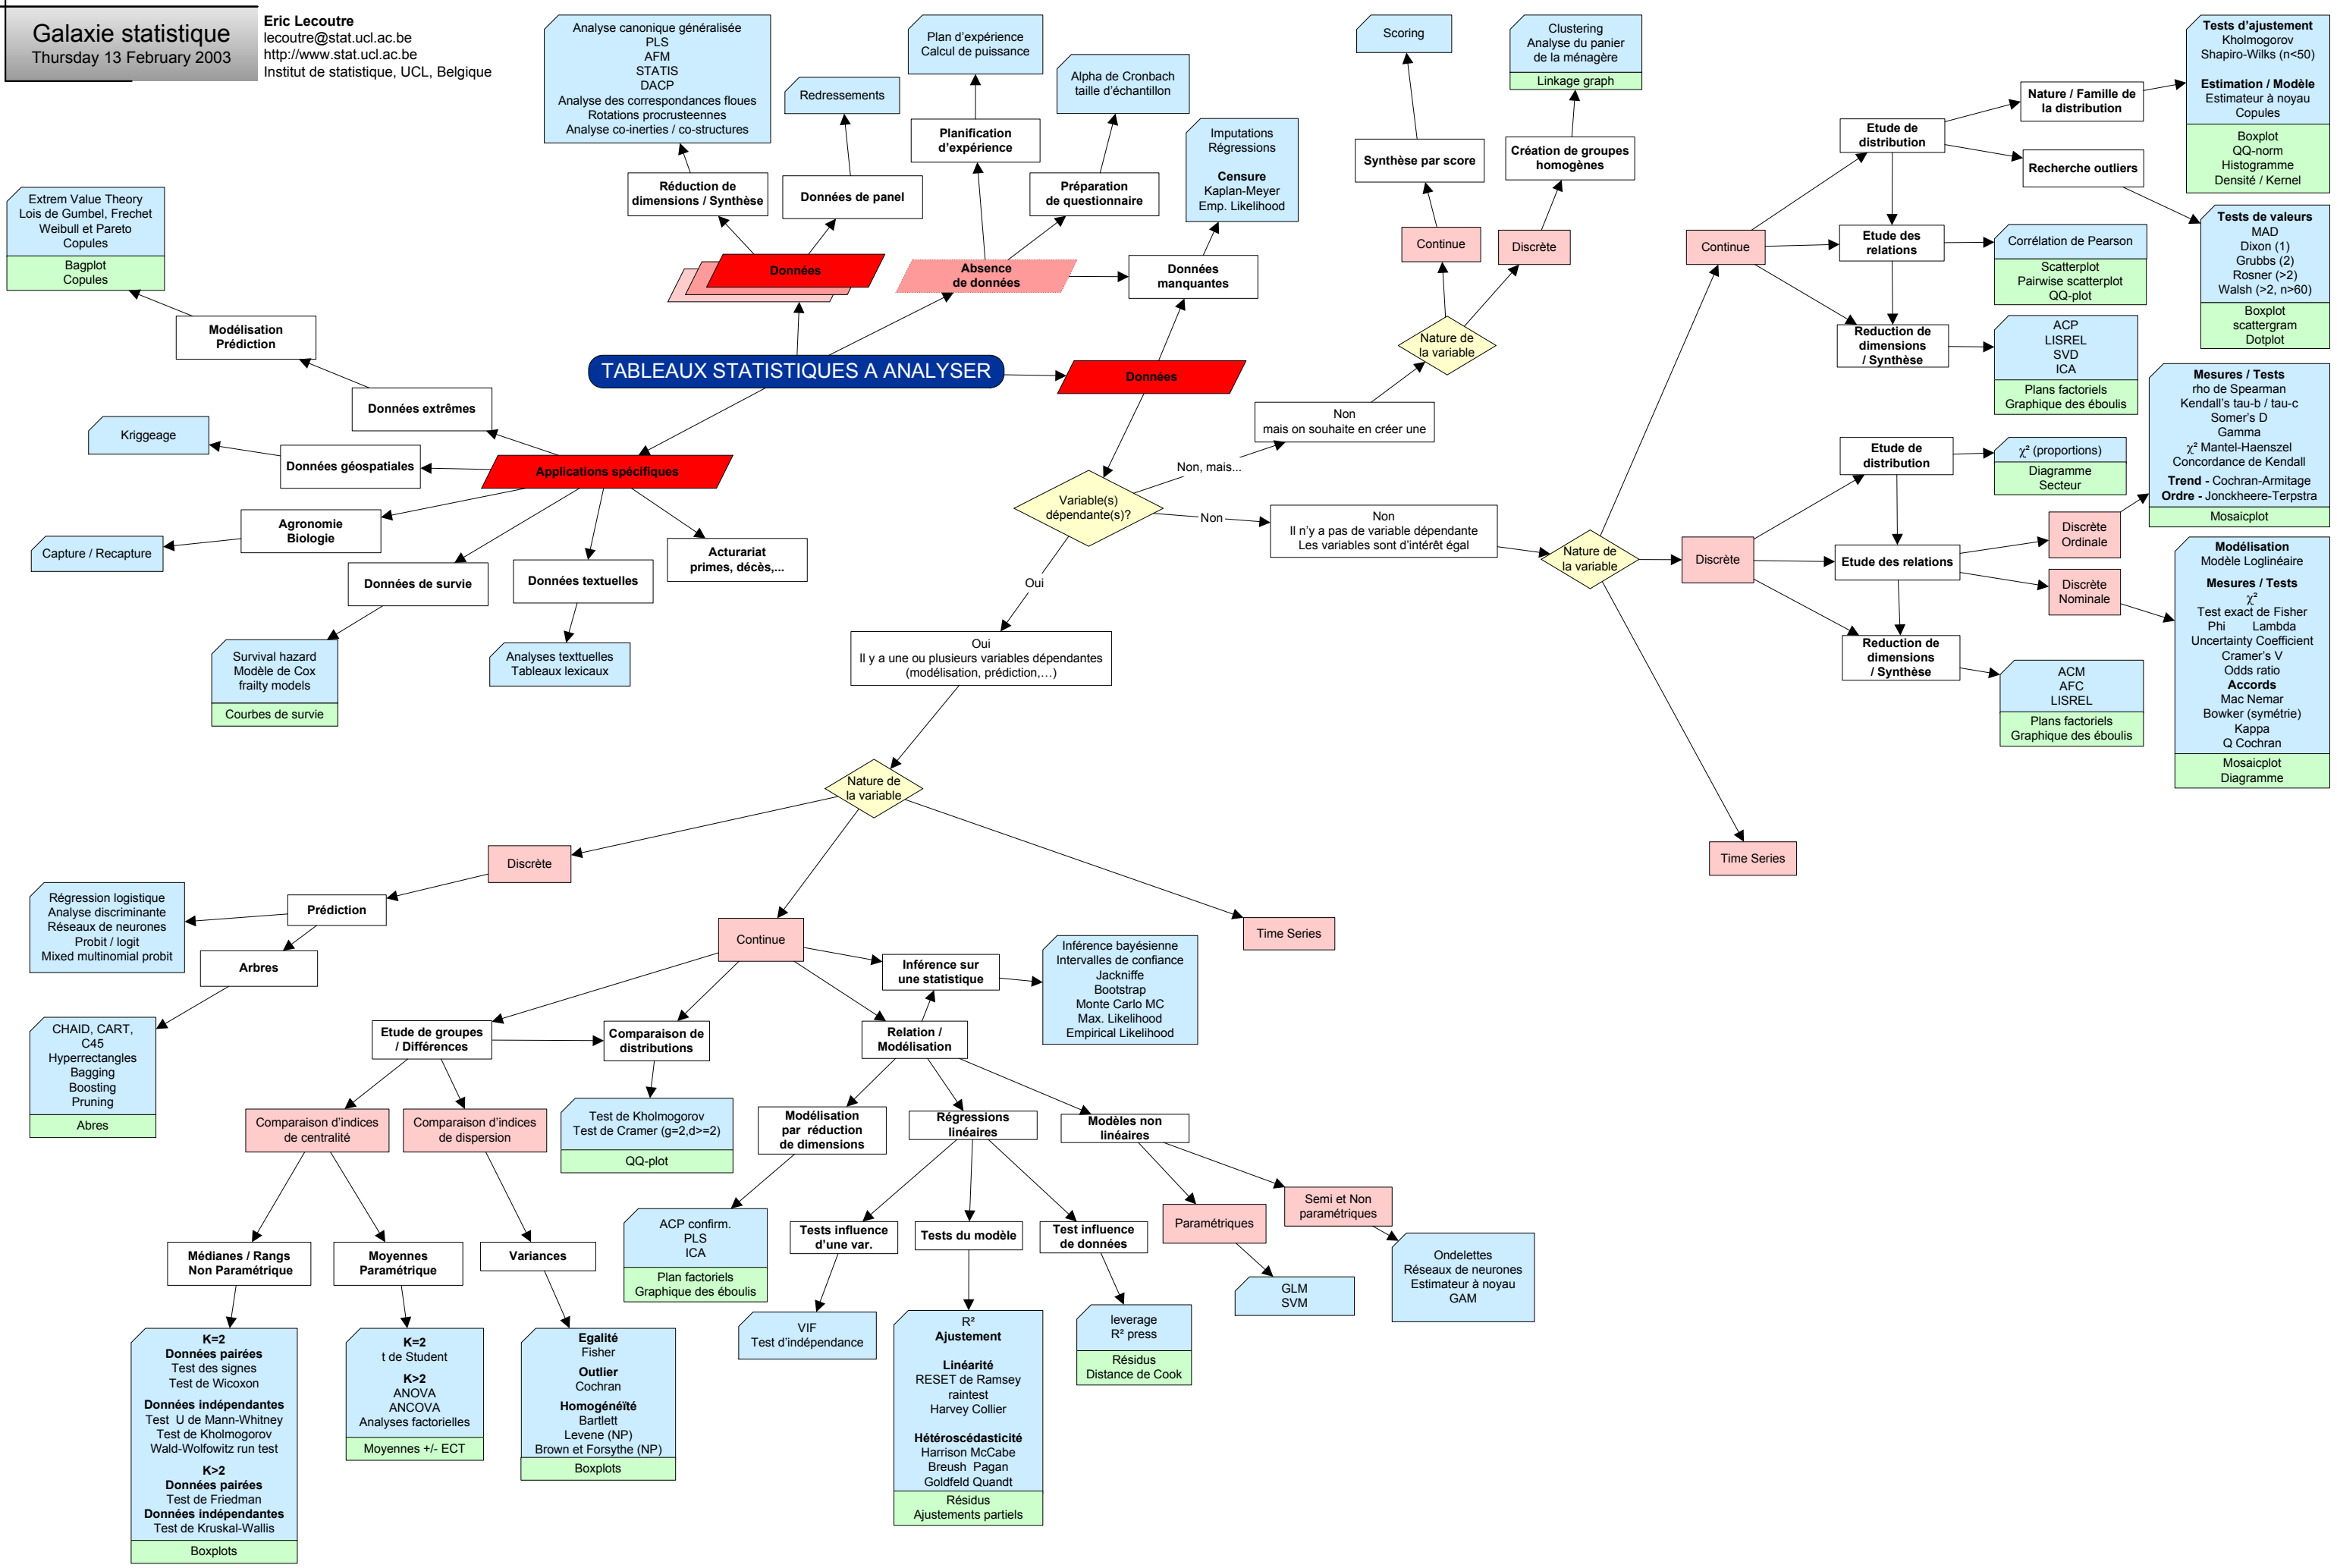 Galaxie statistique
Thursday 13 February 2003
Eric Lecoutre
lecoutre@stat.ucl.ac.be
http://www.stat.ucl.ac.be
Institut de statistique, UCL, Belgique
Analyse canonique généralisée
PLS
AFM
STATIS
DACP
Analyse des correspondances floues
Rotations procrusteennes
Analyse co-inerties / co-structures
Redressements
Plan d'expérience
Calcul de puissance
Alpha de Cronbach
taille d'échantillon
Planification
d'expérience
Réduction de
dimensions / Synthèse
Données de panel
Préparation
de questionnaire
Imputations
Régressions
Censure
Kaplan-Meyer
Emp. Likelihood
Données
Absence
de données
Données
manquantes
Scoring
Clustering
Analyse du panier
de la ménagère
Linkage graph
Synthèse par score
Création de groupes
homogènes
Continue
Discrète
Nature de
la variable
Non
mais on souhaite en créer une
Extrem Value Theory
Lois de Gumbel, Frechet
Weibull et Pareto
Copules
Bagplot
Copules
Modélisation
Prédiction
Données extrêmes
Kriggeage
Données géospatiales
TABLEAUX STATISTIQUES A ANALYSER
Données
Applications spécifiques
Agronomie
Biologie
Capture / Recapture
Données de survie
Données textuelles
Acturariat
primes, décès,...
Survival hazard
Modèle de Cox
frailty models
Courbes de survie
Analyses texttuelles
Tableaux lexicaux
Variable(s)
dépendante(s)?
Non, mais...
Non
Oui
Non
Il n'y a pas de variable dépendante
Les variables sont d'intérêt égal
Nature de
la variable
Continue
Etude de
distribution
Nature / Famille de
la distribution
Recherche outliers
Tests d'ajustement
Kholmogorov
Shapiro-Wilks (n<50)
Estimation / Modèle
Estimateur à noyau
Copules
Boxplot
QQ-norm
Histogramme
Densité / Kernel
Tests de valeurs
MAD
Dixon (1)
Grubbs (2)
Rosner (>2)
Walsh (>2, n>60)
Boxplot
scattergram
Dotplot
Etude des
relations
Corrélation de Pearson
Scatterplot
Pairwise scatterplot
QQ-plot
Reduction de
dimensions
/ Synthèse
ACP
LISREL
SVD
ICA
Plans factoriels
Graphique des éboulis
Discrète
Etude de
distribution
χ² (proportions)
Diagramme
Secteur
Etude des relations
Discrète
Ordinale
Discrète
Nominale
Mesures / Tests
rho de Spearman
Kendall's tau-b / tau-c
Somer's D
Gamma
χ² Mantel-Haenszel
Concordance de Kendall
Trend - Cochran-Armitage
Ordre - Jonckheere-Terpstra
Mosaicplot
Modélisation
Modèle Loglinéaire
Mesures / Tests
χ²
Test exact de Fisher
Phi Lambda
Uncertainty Coefficient
Cramer's V
Odds ratio
Accords
Mac Nemar
Bowker (symétrie)
Kappa
Q Cochran
Mosaicplot
Diagramme
Reduction de
dimensions
/ Synthèse
ACM
AFC
LISREL
Plans factoriels
Graphique des éboulis
Time Series
Oui
Il y a une ou plusieurs variables dépendantes
(modélisation, prédiction,...)
Nature de
la variable
Discrète
Prédiction
Régression logistique
Analyse discriminante
Réseaux de neurones
Probit / logit
Mixed multinomial probit
Arbres
CHAID, CART,
C45
Hyperrectangles
Bagging
Boosting
Pruning
Abres
Continue
Time Series
Inférence sur
une statistique
Inférence bayésienne
Intervalles de confiance
Jackniffe
Bootstrap
Monte Carlo MC
Max. Likelihood
Empirical Likelihood
Etude de groupes
/ Différences
Comparaison de
distributions
Relation /
Modélisation
Comparaison d'indices
de centralité
Comparaison d'indices
de dispersion
Test de Kholmogorov
Test de Cramer (g=2,d>=2)
QQ-plot
Modélisation
par réduction
de dimensions
Régressions
linéaires
Modèles non
linéaires
ACP confirm.
PLS
ICA
Plan factoriels
Graphique des éboulis
Tests influence
d'une var.
Tests du modèle
Test influence
de données
Paramétriques
Semi et Non
paramétriques
Médianes / Rangs
Non Paramétrique
Moyennes
Paramétrique
Variances
K=2
Données pairées
Test des signes
Test de Wicoxon
Données indépendantes
Test U de Mann-Whitney
Test de Kholmogorov
Wald-Wolfowitz run test
K>2
Données pairées
Test de Friedman
Données indépendantes
Test de Kruskal-Wallis
Boxplots
K=2
t de Student
K>2
ANOVA
ANCOVA
Analyses factorielles
Moyennes +/- ECT
Egalité
Fisher
Outlier
Cochran
Homogénéïté
Bartlett
Levene (NP)
Brown et Forsythe (NP)
Boxplots
VIF
Test d'indépendance
R²
Ajustement
Linéarité
RESET de Ramsey
raintest
Harvey Collier
Hétéroscédasticité
Harrison McCabe
Breush Pagan
Goldfeld Quandt
Résidus
Ajustements partiels
leverage
R² press
Résidus
Distance de Cook
GLM
SVM
Ondelettes
Réseaux de neurones
Estimateur à noyau
GAM